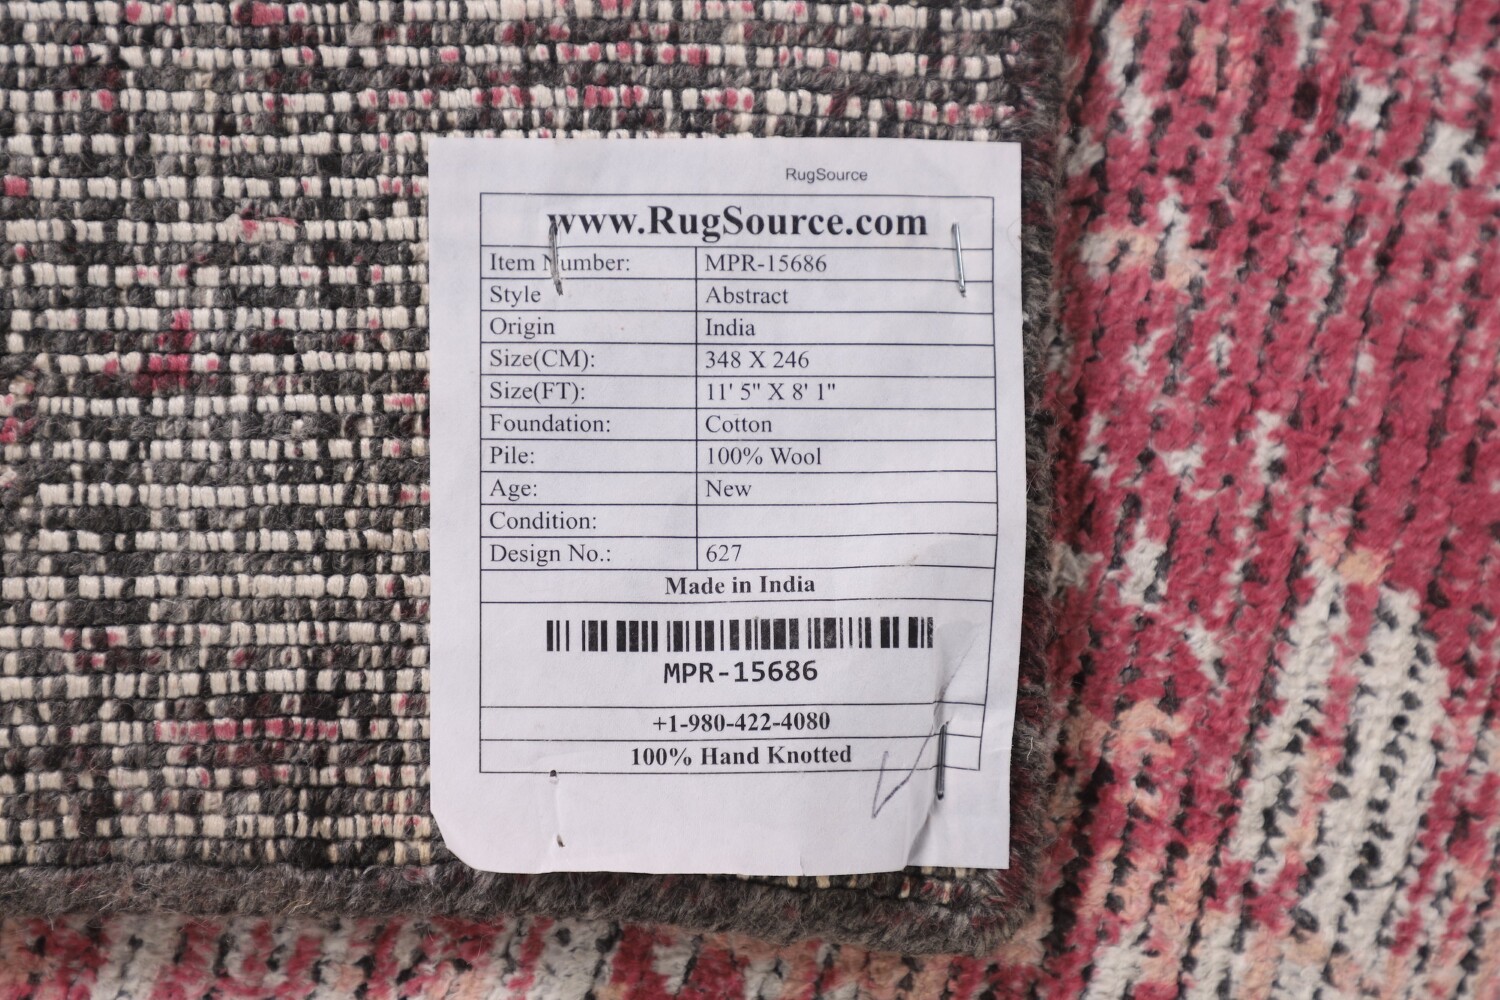 RugSource
www.RugSource.com
Item Number: MPR-15686
Style Abstract
Origin India
Size(CM): 348 X 246
Size(FT): 11' 5" X 8' 1"
Foundation: Cotton
Pile: 100% Wool
Age: New
Condition:
Design No.: 627
Made in India
MPR-15686
+1-980-422-4080
100% Hand Knotted